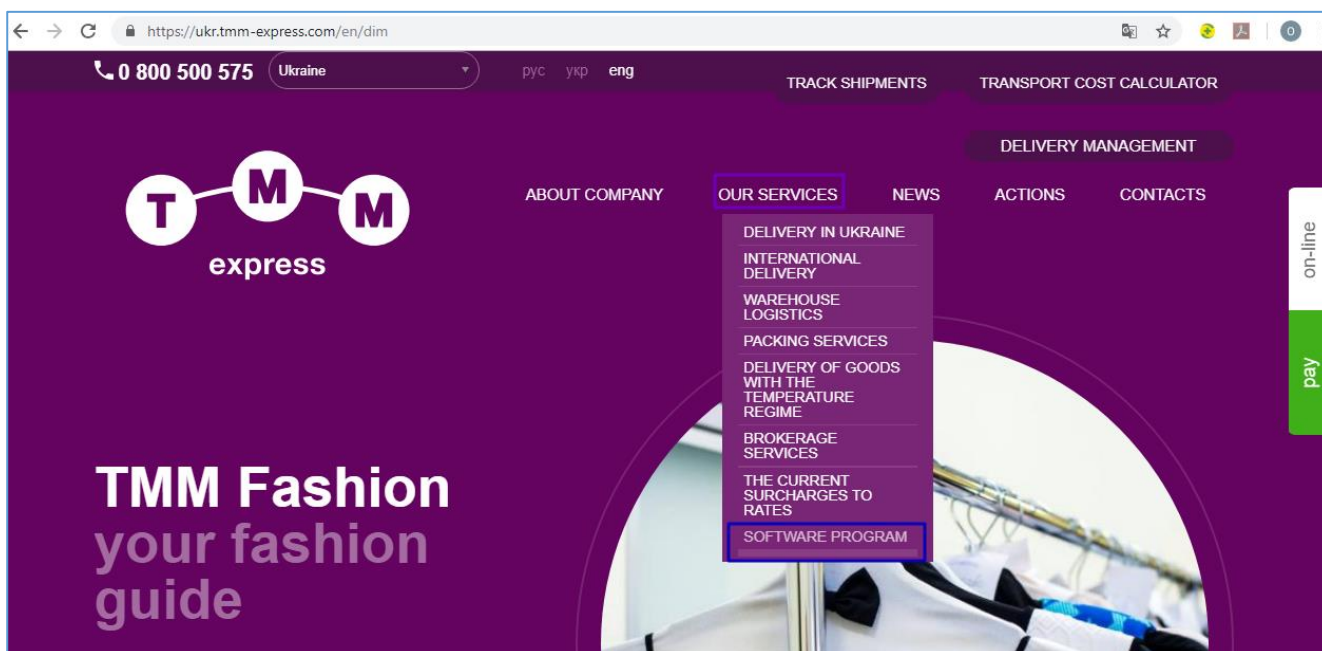 https://ukr.tmm-express.com/en/dim
O
0 800 500 575 Ukraine рус укр eng
TRACK SHIPMENTS TRANSPORT COST CALCULATOR
DELIVERY MANAGEMENT
ABOUT COMPANY OUR SERVICES NEWS ACTIONS CONTACTS
T M M
express
DELIVERY IN UKRAINE
INTERNATIONAL
DELIVERY
WAREHOUSE
LOGISTICS
PACKING SERVICES
DELIVERY OF GOODS
WITH THE
TEMPERATURE
REGIME
BROKERAGE
SERVICES
THE CURRENT
SURCHARGES TO
RATES
SOFTWARE PROGRAM
on-line
pay
TMM Fashion
your fashion
guide